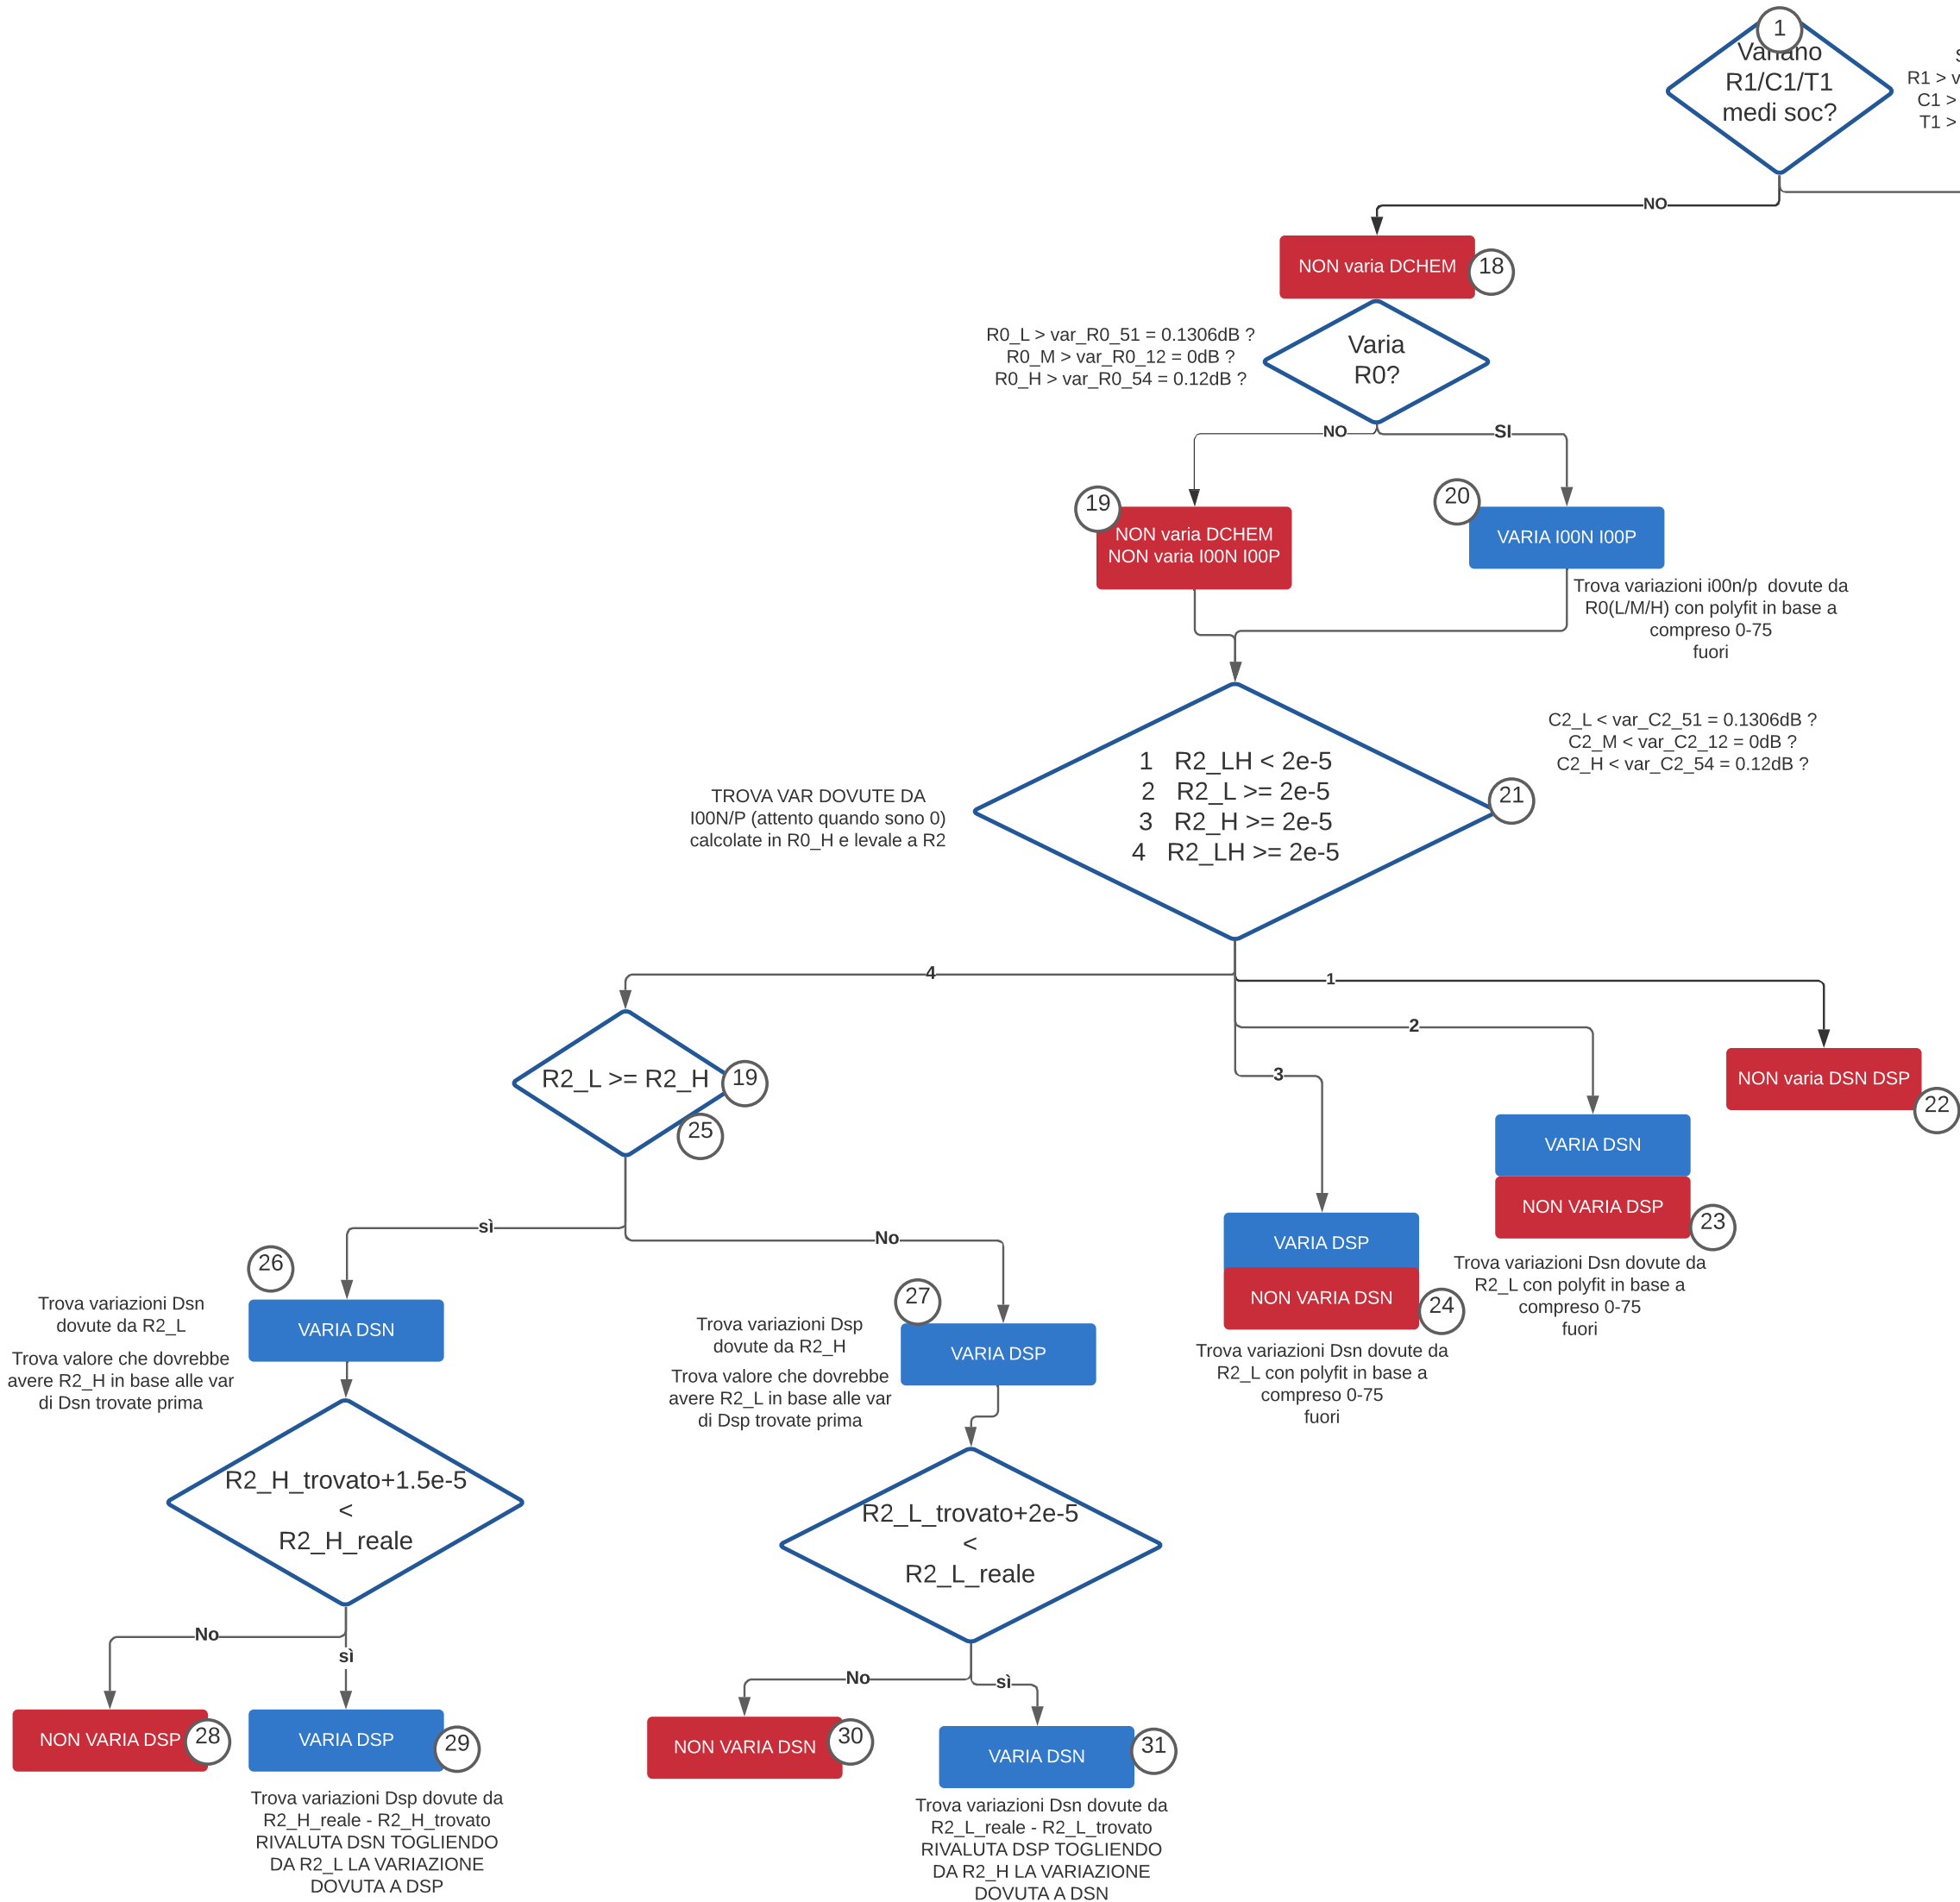 1
Variano
R1/C1/T1
medi soc?
R1 > v
C1 >
T1 >
NO
NON varia DCHEM
18
R0_L > var_R0_51 = 0.1306dB ?
R0_M > var_R0_12 = 0dB ?
R0_H > var_R0_54 = 0.12dB ?
Varia
R0?
NO
SI
19
NON varia DCHEM
NON varia I00N I00P
20
VARIA I00N I00P
Trova variazioni i00n/p dovute da
R0(L/M/H) con polyfit in base a
compreso 0-75
fuori
C2_L < var_C2_51 = 0.1306dB ?
C2_M < var_C2_12 = 0dB ?
C2_H < var_C2_54 = 0.12dB ?
TROVA VAR DOVUTE DA
I00N/P (attento quando sono 0)
calcolate in R0_H e levale a R2
1 R2_LH < 2e-5
2 R2_L >= 2e-5
3 R2_H >= 2e-5
4 R2_LH >= 2e-5
21
4
1
2
3
R2_L >= R2_H
19
25
NON varia DSN DSP
22
VARIA DSN
NON VARIA DSP
23
Trova variazioni Dsn dovute da
R2_L con polyfit in base a
compreso 0-75
fuori
VARIA DSP
NON VARIA DSN
24
Trova variazioni Dsn dovute da
R2_L con polyfit in base a
compreso 0-75
fuori
sì
No
26
Trova variazioni Dsn
dovute da R2_L
Trova valore che dovrebbe
avere R2_H in base alle var
di Dsn trovate prima
VARIA DSN
27
Trova variazioni Dsp
dovute da R2_H
Trova valore che dovrebbe
avere R2_L in base alle var
di Dsp trovate prima
VARIA DSP
R2_H_trovato+1.5e-5
<
R2_H_reale
R2_L_trovato+2e-5
<
R2_L_reale
No
sì
No
sì
NON VARIA DSP
28
VARIA DSP
29
NON VARIA DSN
30
VARIA DSN
31
Trova variazioni Dsp dovute da
R2_H_reale - R2_H_trovato
RIVALUTA DSN TOGLIENDO
DA R2_L LA VARIAZIONE
DOVUTA A DSP
Trova variazioni Dsn dovute da
R2_L_reale - R2_L_trovato
RIVALUTA DSP TOGLIENDO
DA R2_H LA VARIAZIONE
DOVUTA A DSN